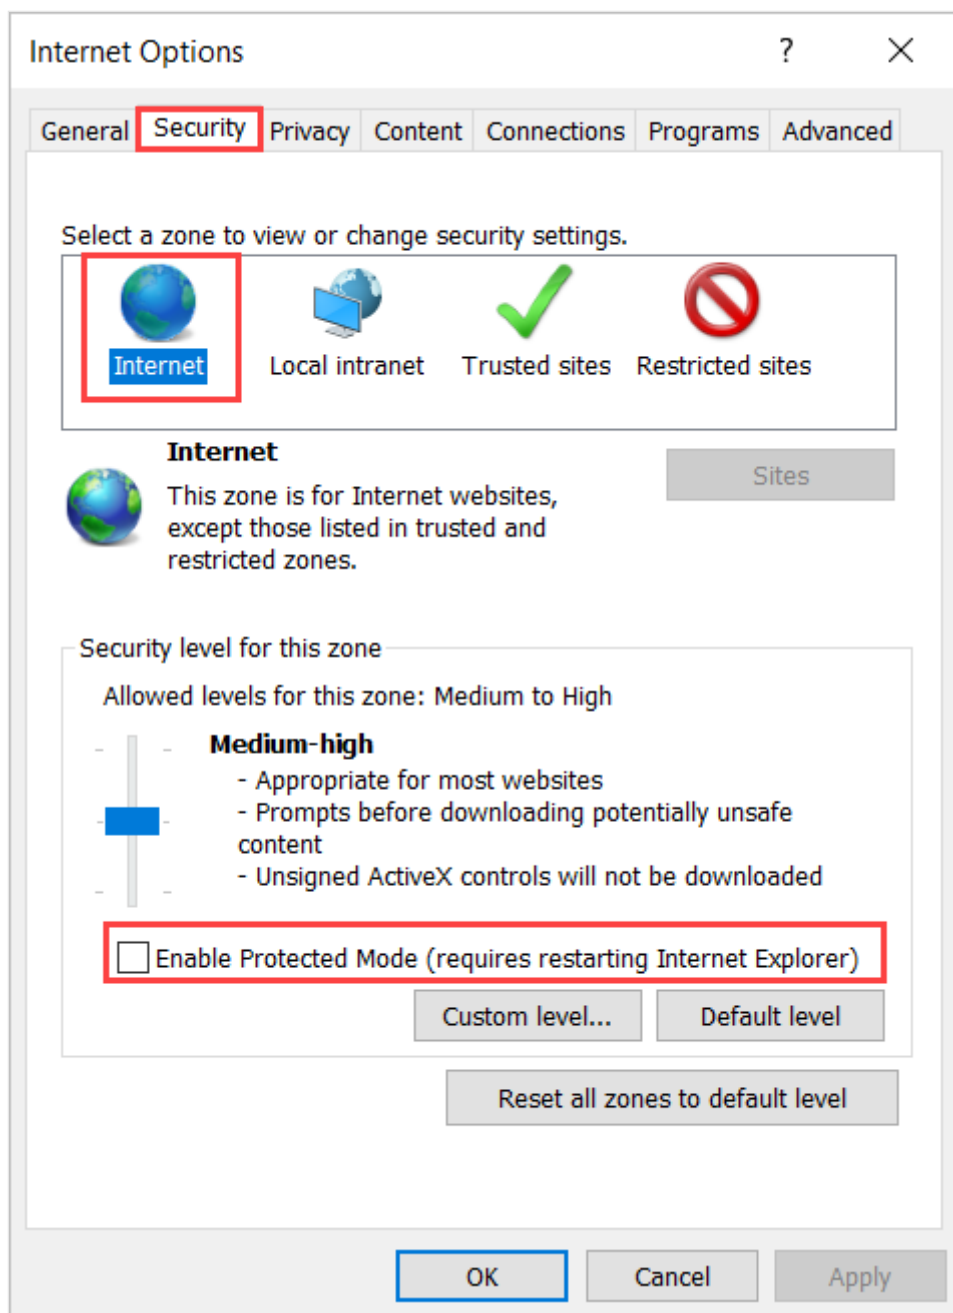 Internet Options
?
General Security Privacy Content Connections Programs Advanced
Select a zone to view or change security settings.
Internet Local intranet Trusted sites Restricted sites
Internet
Sites
This zone is for Internet websites,
except those listed in trusted and
restricted zones.
Security level for this zone
Allowed levels for this zone: Medium to High
Medium-high
- Appropriate for most websites
- Prompts before downloading potentially unsafe
content
- Unsigned ActiveX controls will not be downloaded
Enable Protected Mode (requires restarting Internet Explorer)
Custom level... Default level
Reset all zones to default level
OK Cancel Apply